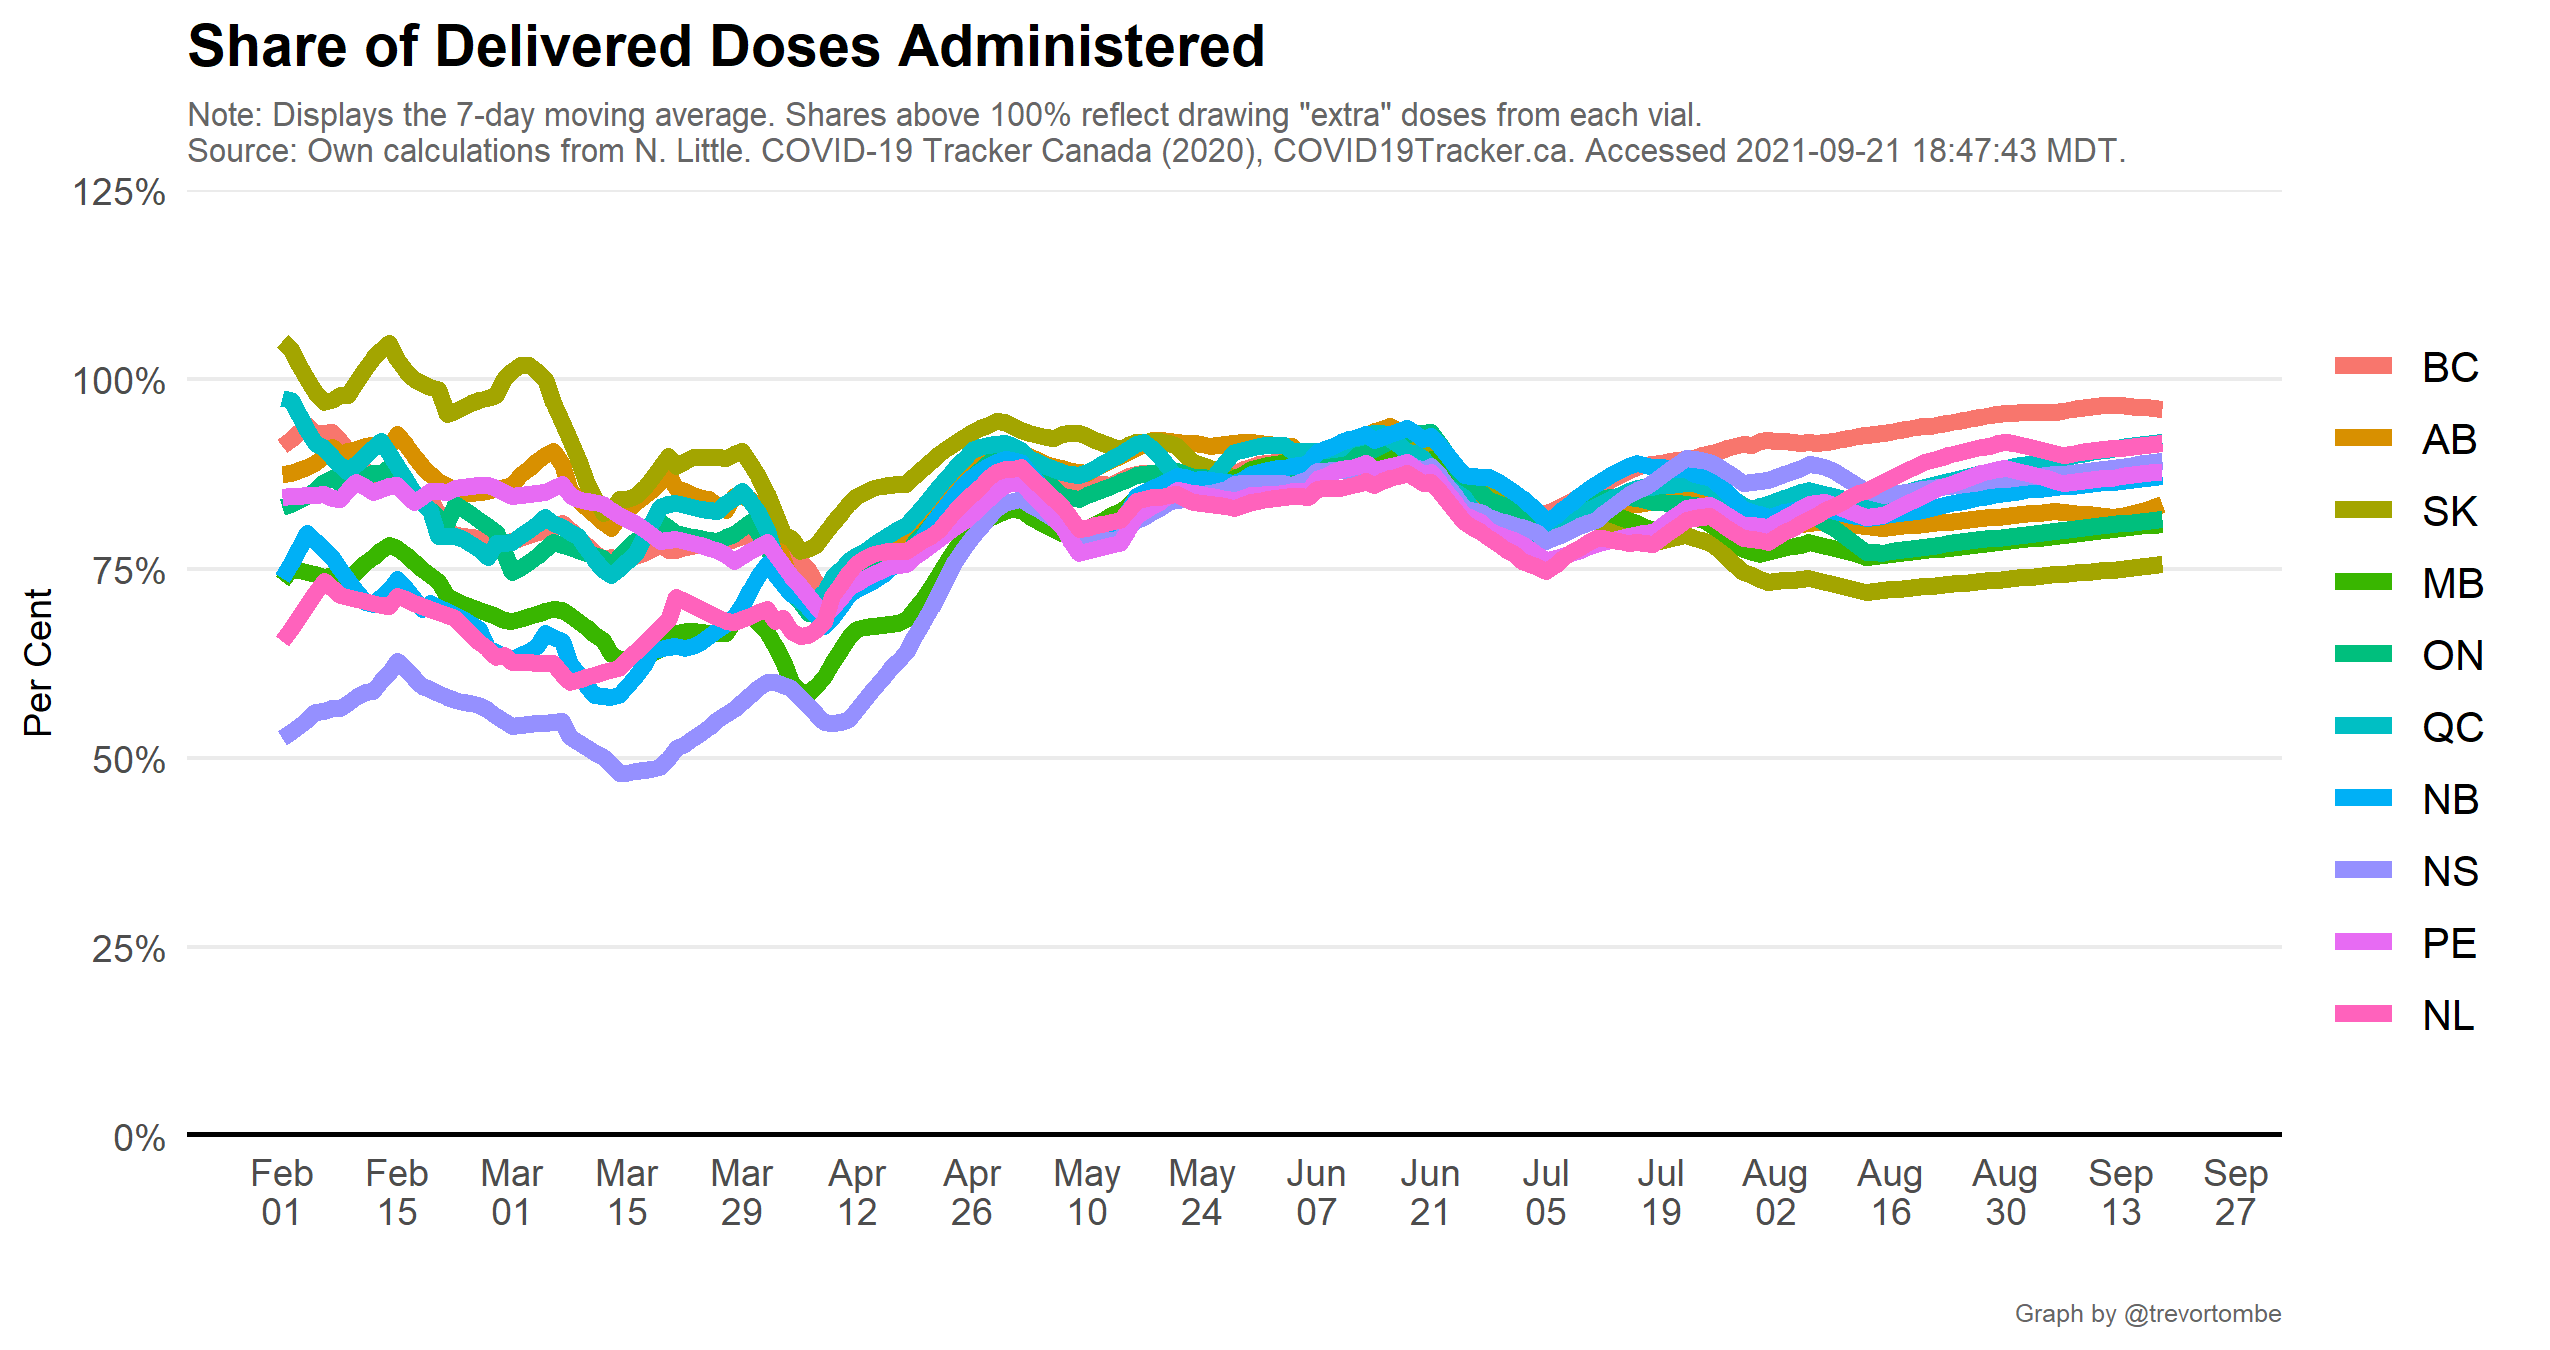 Share of Delivered Doses Administered
Note: Displays the 7-day moving average. Shares above 100% reflect drawing "extra" doses from each vial.
Source: Own calculations from N. Little. COVID-19 Tracker Canada (2020), COVID19Tracker.ca. Accessed 2021-09-21 18:47:43 MDT.
125%
100%
75%
50%
25%
0%
Per Cent
BC
AB
SK
MB
ON
QC
NB
NS
PE
NL
Feb Feb Mar Mar Mar Apr Apr May May Jun Jun Jul Jul Aug Aug Aug Sep Sep
01 15 01 15 29 12 26 10 24 07 21 05 19 02 16 30 13 27
Graph by @trevortombe